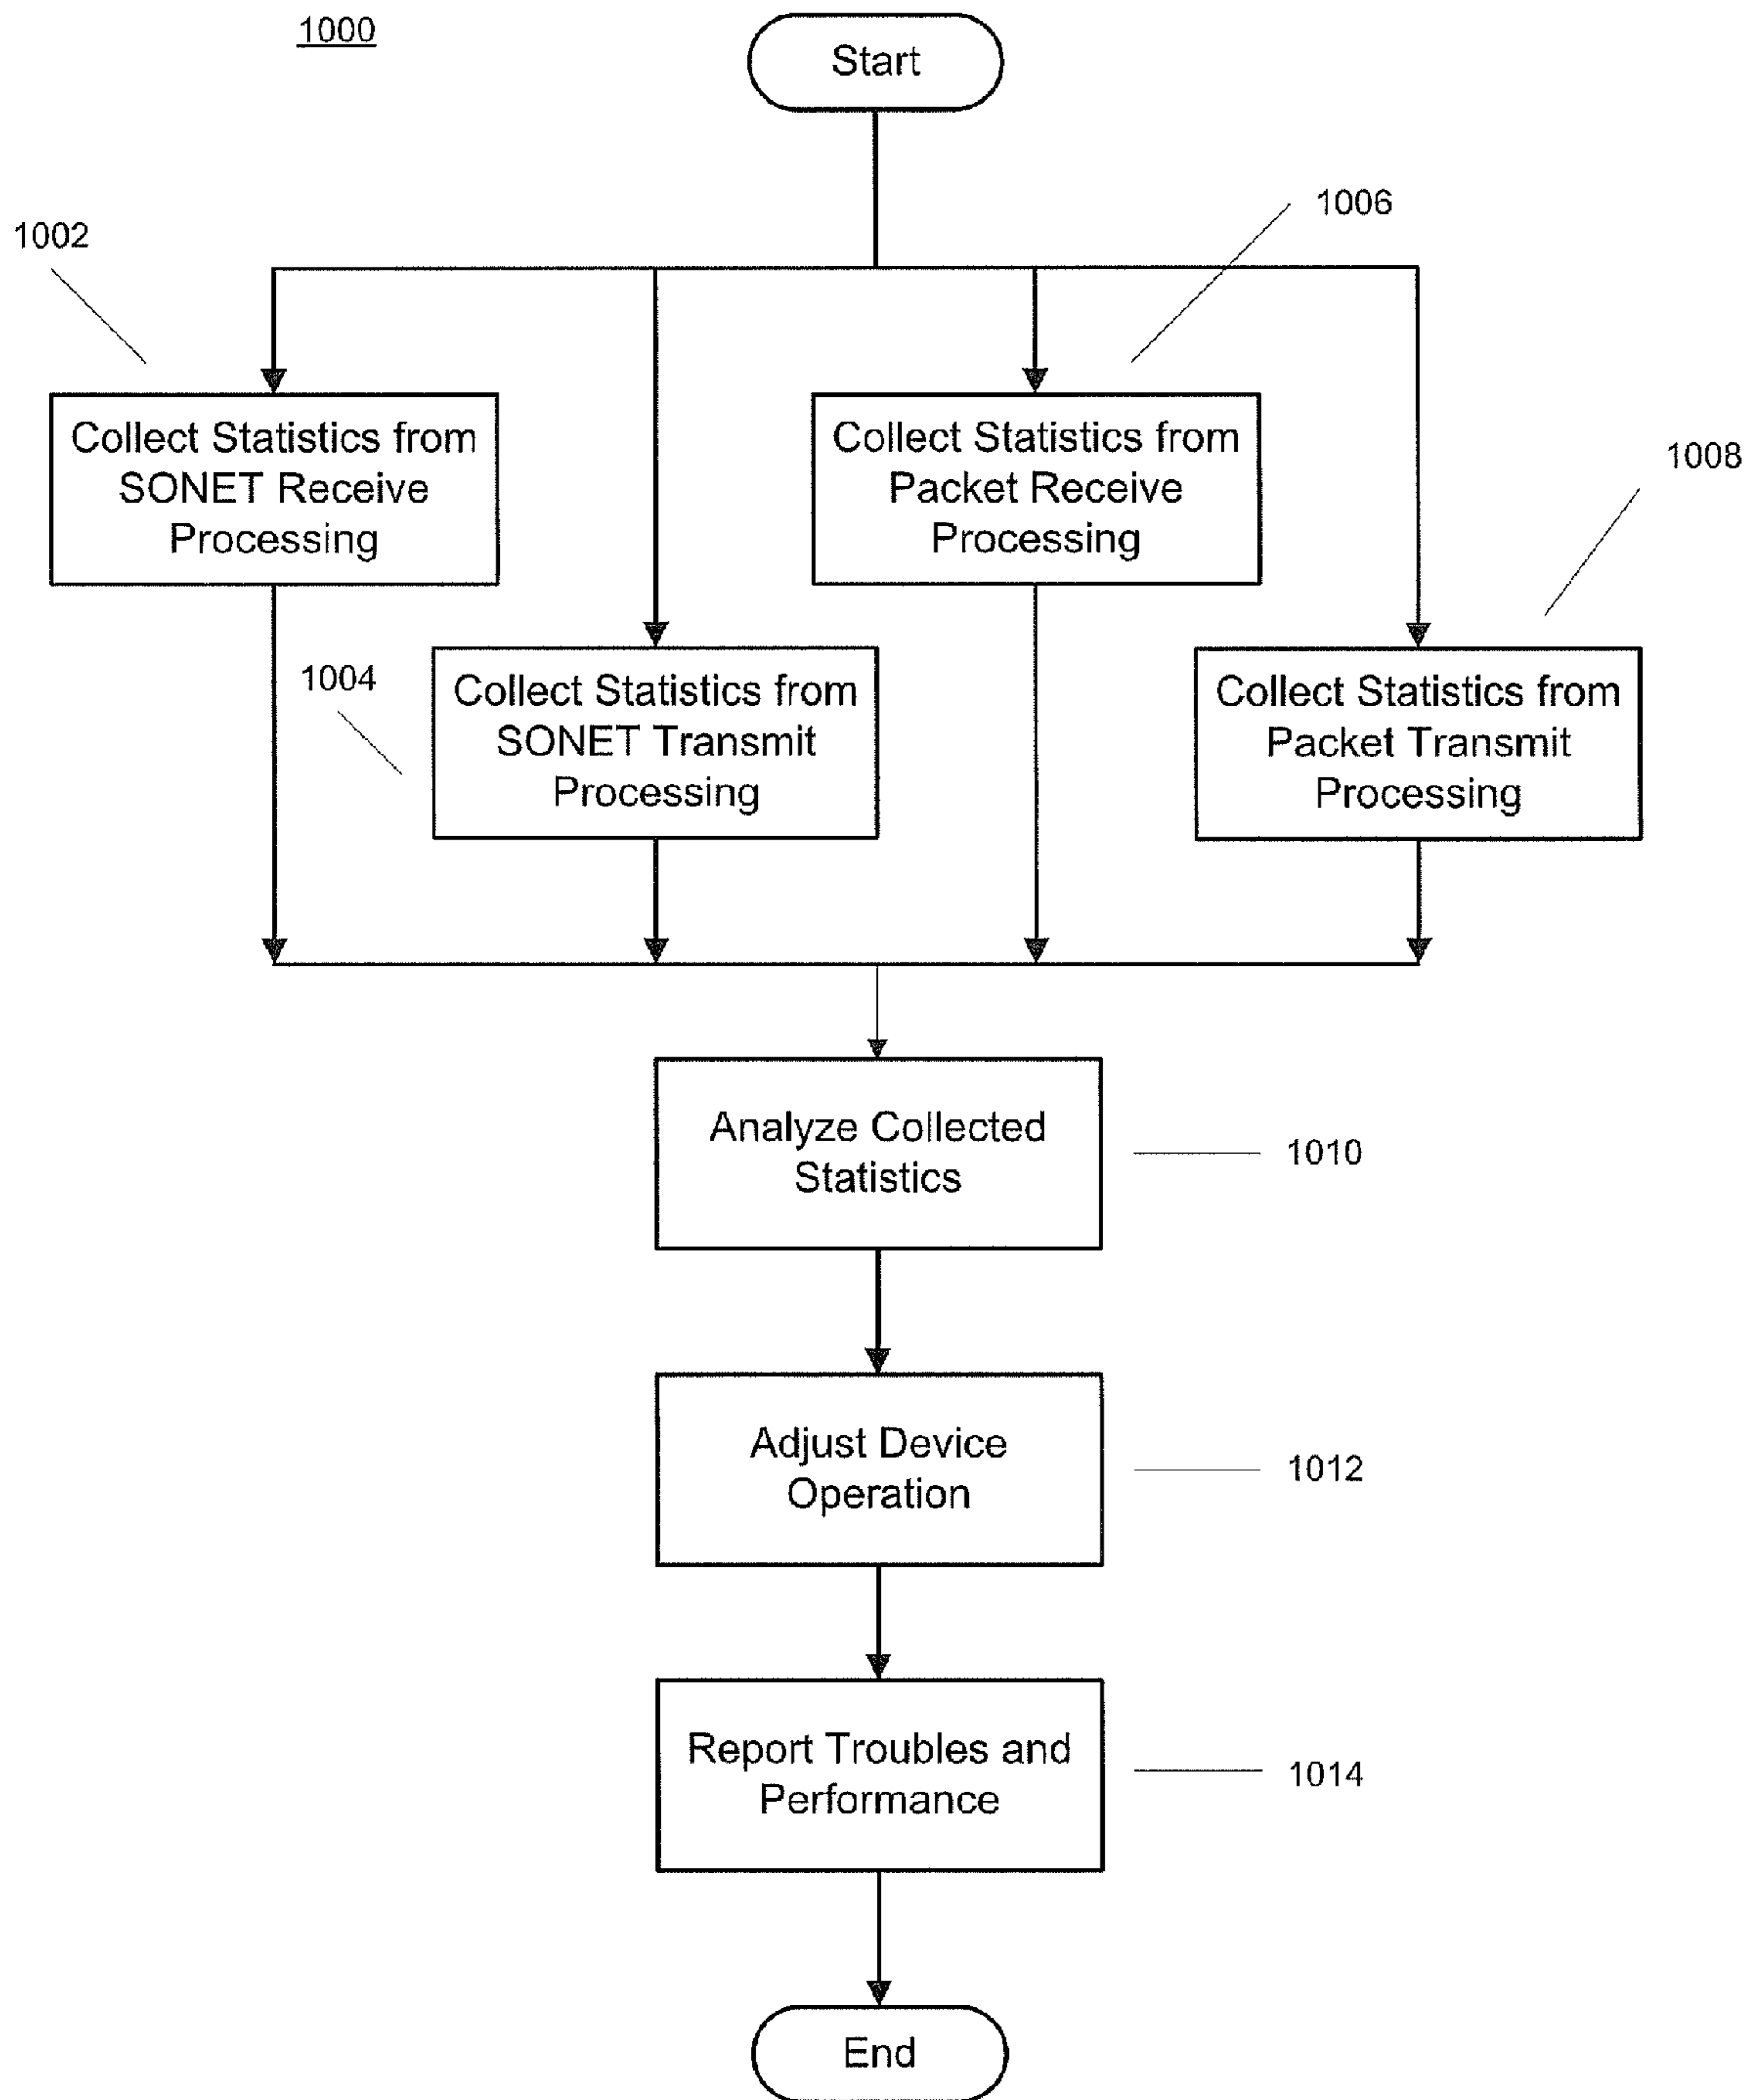 1000
Start
1002
1006
Collect Statistics from
SONET Receive
Processing
Collect Statistics from
Packet Receive
Processing
1008
1004
Collect Statistics from
SONET Transmit
Processing
Collect Statistics from
Packet Transmit
Processing
Analyze Collected
Statistics
1010
Adjust Device
Operation
1012
Report Troubles and
Performance
1014
End